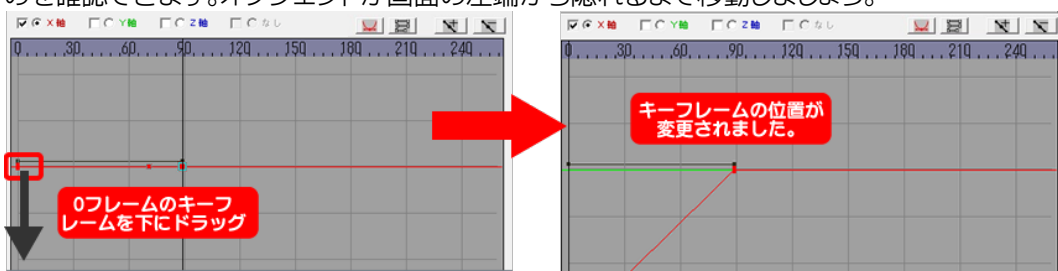 のを確認できます。オブジェクトが画面の左端から隠れるまで移動しましょう。
X軸 Y軸 Z軸 なし
0 30 60 90 120 150 180 210 240
0フレームのキーフ
レームを下にドラッグ
X軸 Y軸 Z軸 なし
0 30 60 90 120 150 180 210 240
キーフレームの位置が
変更されました。